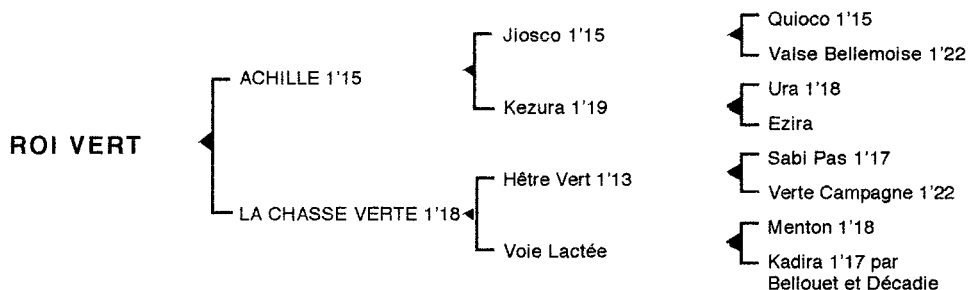 ROI VERT
ACHILLE 1'15
LA CHASSE VERTE 1'18
Jiosco 1'15
Kezura 1'19
Hêtre Vert 1'13
Voie Lactée
Quioco 1'15
Valse Bellemoise 1'22
Ura 1'18
Ezira
Sabi Pas 1'17
Verte Campagne 1'22
Menton 1'18
Kadira 1'17 par
Bellouet et Décadie